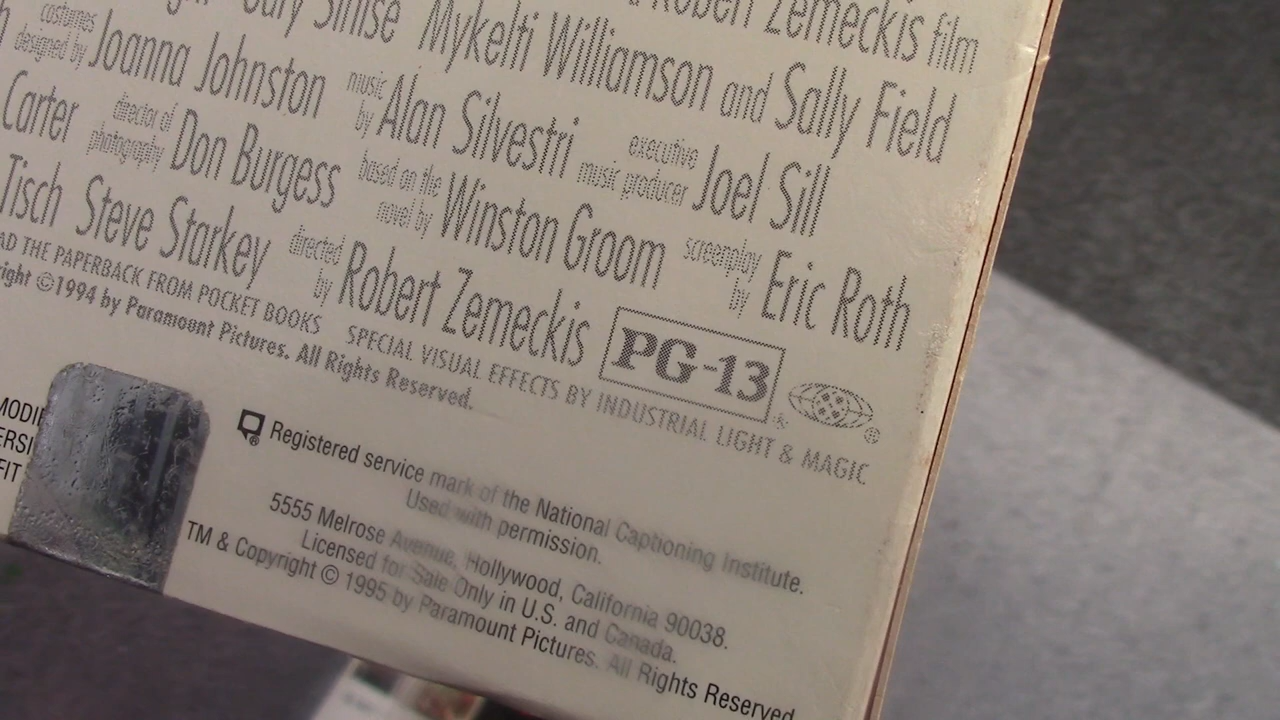 Robert Zemeckis film
Gary Sinise Mykelti Williamson and Sally Field
costumes designed by Joanna Johnston music by Alan Silvestri executive music producer Joel Sill
Carter director of photography Don Burgess based on the novel by Winston Groom screenplay by Eric Roth
Tisch Steve Starkey directed by Robert Zemeckis PG-13
THE PAPERBACK FROM POCKET BOOKS SPECIAL VISUAL EFFECTS BY INDUSTRIAL LIGHT & MAGIC
©1994 by Paramount Pictures. All Rights Reserved.
Registered service mark of the National Captioning Institute.
Used with permission.
5555 Melrose Avenue, Hollywood, California 90038.
Licensed for Sale Only in U.S. and Canada.
TM & Copyright © 1995 by Paramount Pictures. All Rights Reserved